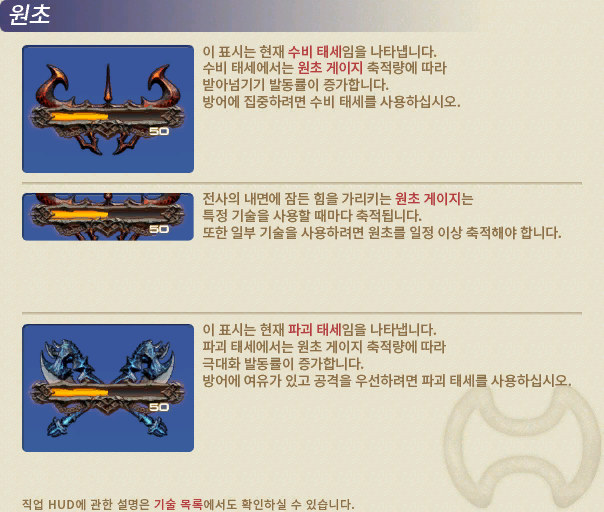 원초
이 표시는 현재 수비 태세임을 나타냅니다.
수비 태세에서는 원초 게이지 축적량에 따라
받아넘기기 발동률이 증가합니다.
방어에 집중하려면 수비 태세를 사용하십시오.
50
전사의 내면에 잠든 힘을 가리키는 원초 게이지는
특정 기술을 사용할 때마다 축적됩니다.
또한 일부 기술을 사용하려면 원초를 일정 이상 축적해야 합니다.
50
이 표시는 현재 파괴 태세임을 나타냅니다.
파괴 태세에서는 원초 게이지 축적량에 따라
극대화 발동률이 증가합니다.
방어에 여유가 있고 공격을 우선하려면 파괴 태세를 사용하십시오.
50
직업 HUD에 관한 설명은 기술 목록에서도 확인하실 수 있습니다.